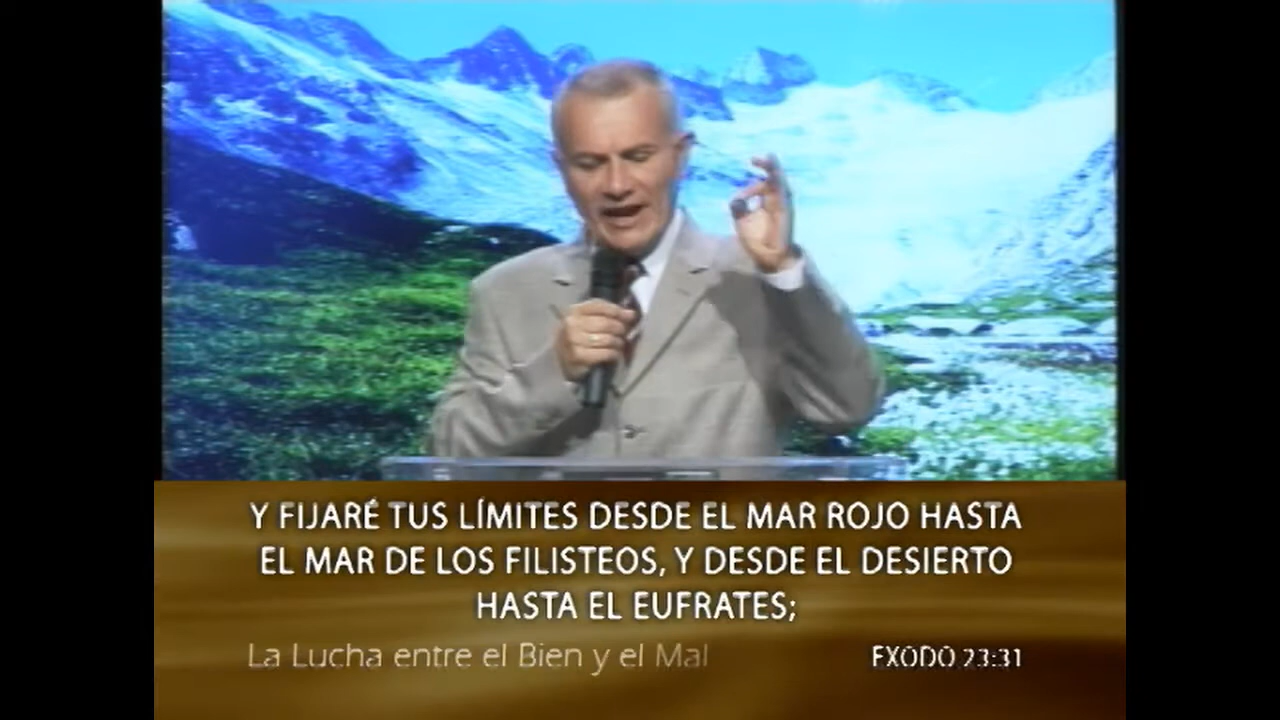 Y FIJARÉ TUS LÍMITES DESDE EL MAR ROJO HASTA
EL MAR DE LOS FILISTEOS, Y DESDE EL DESIERTO
HASTA EL EUFRATES;
La Lucha entre el Bien y el Mal
EXODO 23:31